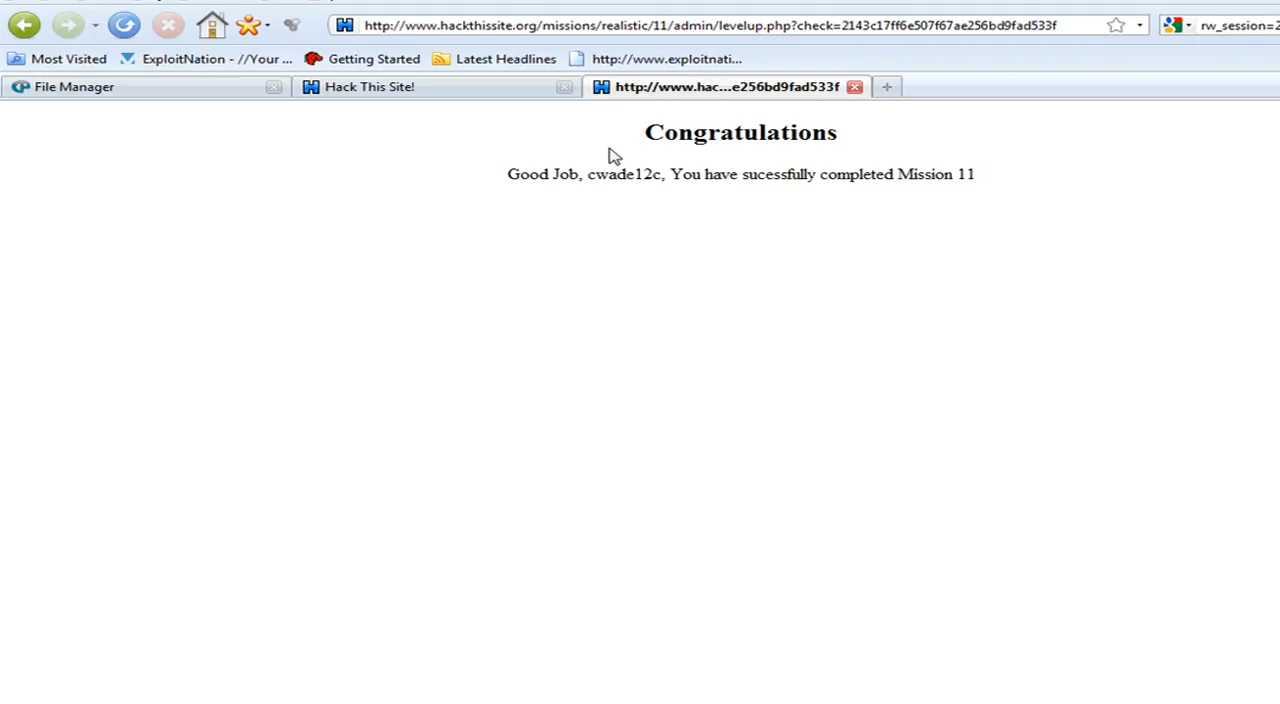 http://www.hackthissite.org/missions/realistic/11/admin/levelup.php?check=2143c17ff6e507f67ae256bd9fad533f
rw_session=2
Most Visited ExploitNation - //Your ... Getting Started Latest Headlines http://www.exploitnati...
File Manager Hack This Site! http://www.hac...e256bd9fad533f
Congratulations
Good Job, cwade12c, You have sucessfully completed Mission 11